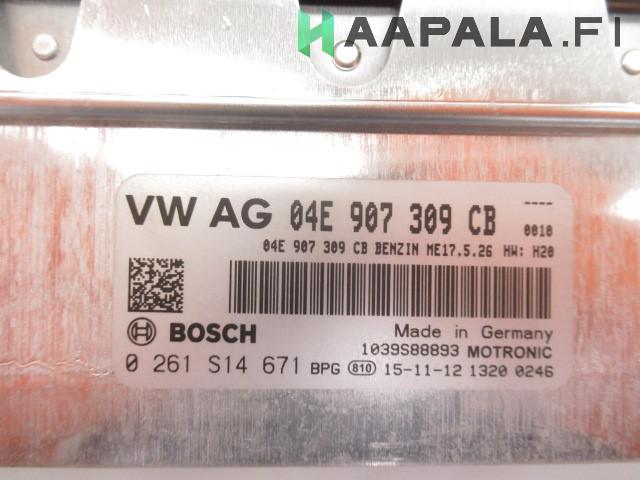 HAAPALA.FI
----
VW AG 04E 907 309 CB 0010
04E 907 309 CB BENZIN ME17.5.26 HW: H20
BOSCH
Made in Germany
1039S88893 MOTRONIC
0 261 S14 671 BPG 810 15-11-12 1320 0246